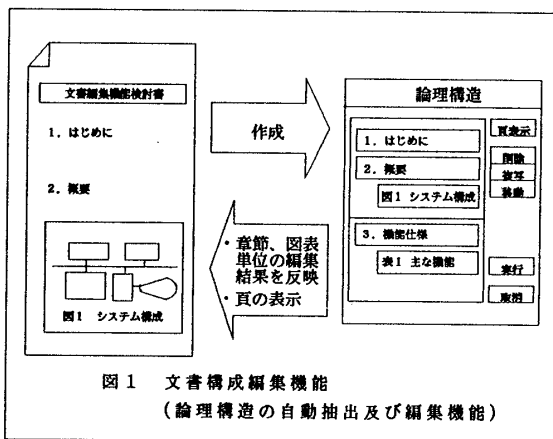 文書編集機能検討書
1．はじめに
2．概要
図1 システム構成
作成
・章節、図表
単位の編集
結果を反映
・頁の表示
論理構造
1．はじめに
2．概要
図1 システム構成
3．機能仕様
表1 主な機能
頁表示
削除
複写
移動
実行
取消
図1 文書構成編集機能
(論理構造の自動抽出及び編集機能)